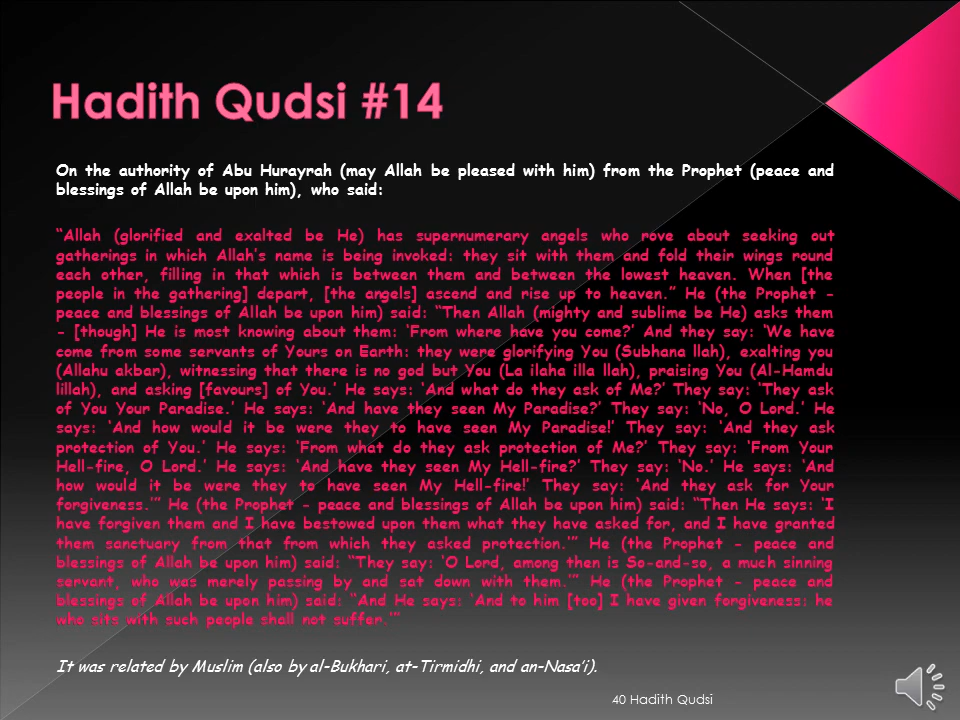 Hadith Qudsi #14
On the authority of Abu Hurayrah (may Allah be pleased with him) from the Prophet (peace and
blessings of Allah be upon him), who said:
“Allah (glorified and exalted be He) has supernumerary angels who rove about seeking out
gatherings in which Allah’s name is being invoked: they sit with them and fold their wings round
each other, filling in that which is between them and between the lowest heaven. When [the
people in the gathering] depart, [the angels] ascend and rise up to heaven.” He (the Prophet -
peace and blessings of Allah be upon him) said: “Then Allah (mighty and sublime be He) asks them
- [though] He is most knowing about them: ‘From where have you come?’ And they say: ‘We have
come from some servants of Yours on Earth: they were glorifying You (Subhana llah), exalting you
(Allahu akbar), witnessing that there is no god but You (La ilaha illa llah), praising You (Al-Hamdu
lillah), and asking [favours] of You.’ He says: ‘And what do they ask of Me?’ They say: ‘They ask
of You Your Paradise.’ He says: ‘And have they seen My Paradise?’ They say: ‘No, O Lord.’ He
says: ‘And how would it be were they to have seen My Paradise!’ They say: ‘And they ask
protection of You.’ He says: ‘From what do they ask protection of Me?’ They say: ‘From Your
Hell-fire, O Lord.’ He says: ‘And have they seen My Hell-fire?’ They say: ‘No.’ He says: ‘And
how would it be were they to have seen My Hell-fire!’ They say: ‘And they ask for Your
forgiveness.’” He (the Prophet - peace and blessings of Allah be upon him) said: “Then He says: ‘I
have forgiven them and I have bestowed upon them what they have asked for, and I have granted
them sanctuary from that from which they asked protection.’” He (the Prophet - peace and
blessings of Allah be upon him) said: “They say: ‘O Lord, among then is So-and-so, a much sinning
servant, who was merely passing by and sat down with them.’” He (the Prophet - peace and
blessings of Allah be upon him) said: “And He says: ‘And to him [too] I have given forgiveness: he
who sits with such people shall not suffer.’”
It was related by Muslim (also by al-Bukhari, at-Tirmidhi, and an-Nasa’i).
40 Hadith Qudsi